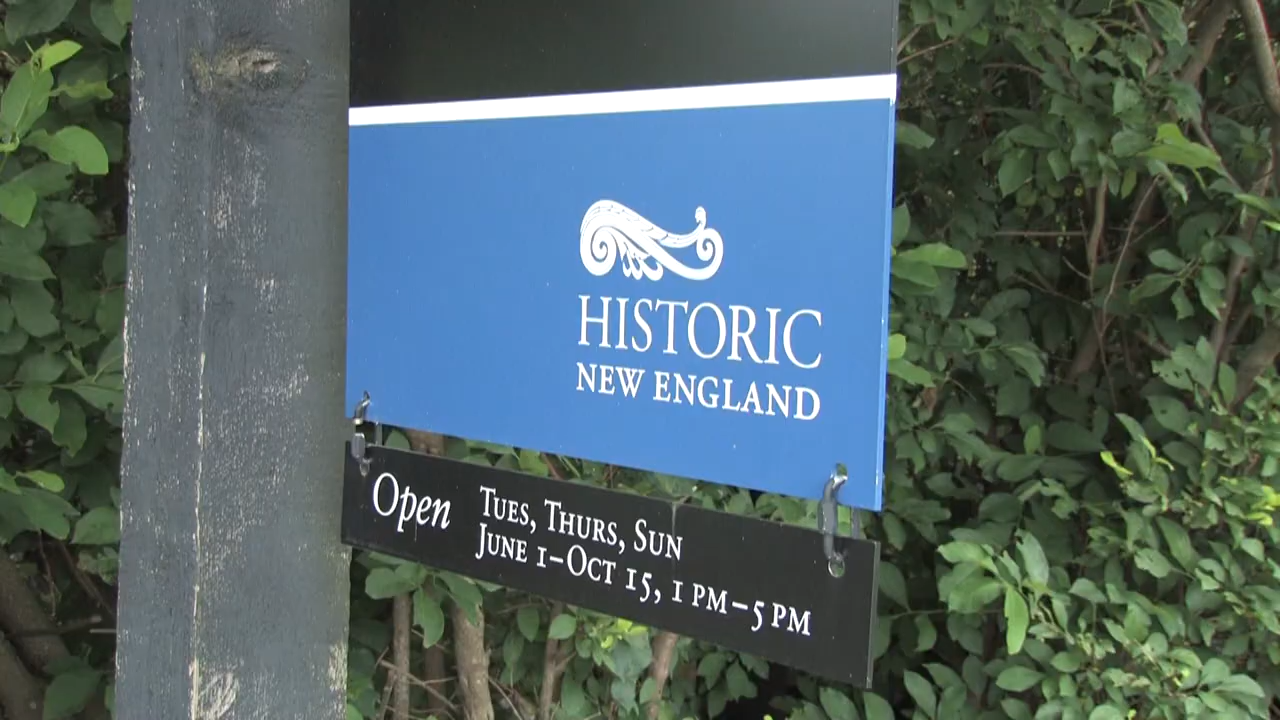 HISTORIC
NEW ENGLAND
Open TUES, THURS, SUN
JUNE 1–OCT 15, 1 PM–5 PM